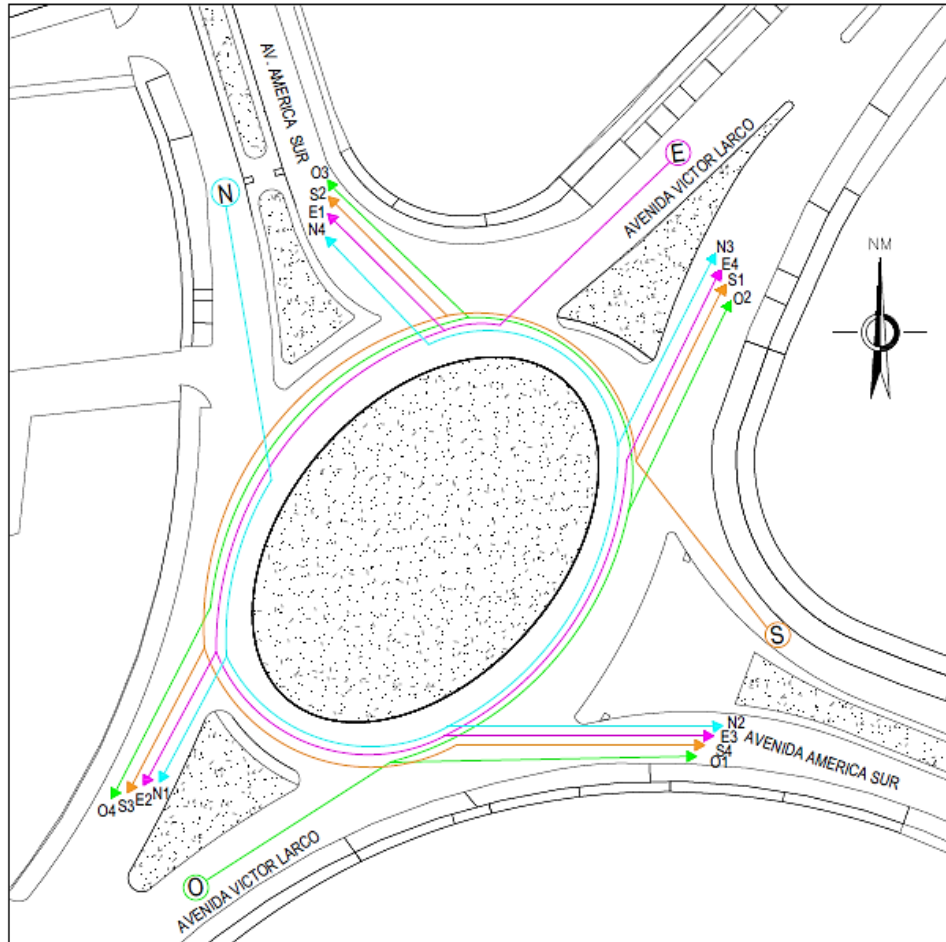 AV. AMERICA SUR
O3
S2
E1
N4
N
E
AVENIDA VICTOR LARCO
NM
N3
E4
S1
O2
S
N2
E3
S4
O1
AVENIDA AMERICA SUR
O4
S3
E2
N1
O
AVENIDA VICTOR LARCO